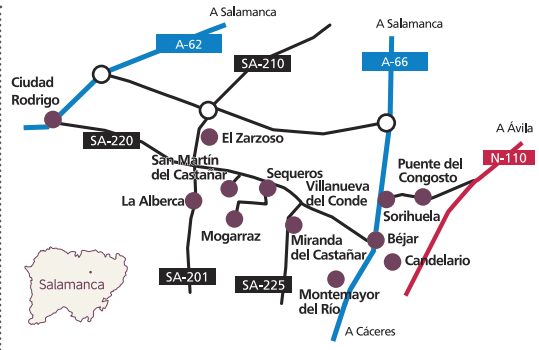 A Salamanca
A Salamanca
A-62
SA-210
A-66
Ciudad
Rodrigo
A Ávila
SA-220
El Zarzoso
N-110
San Martín
del Castañar
Sequeros
Villanueva
del Conde
Puente del
Congosto
La Alberca
Sorihuela
Mogarraz
Miranda
del Castañar
Béjar
Candelario
SA-201
SA-225
Salamanca
Montemayor
del Río
A Cáceres